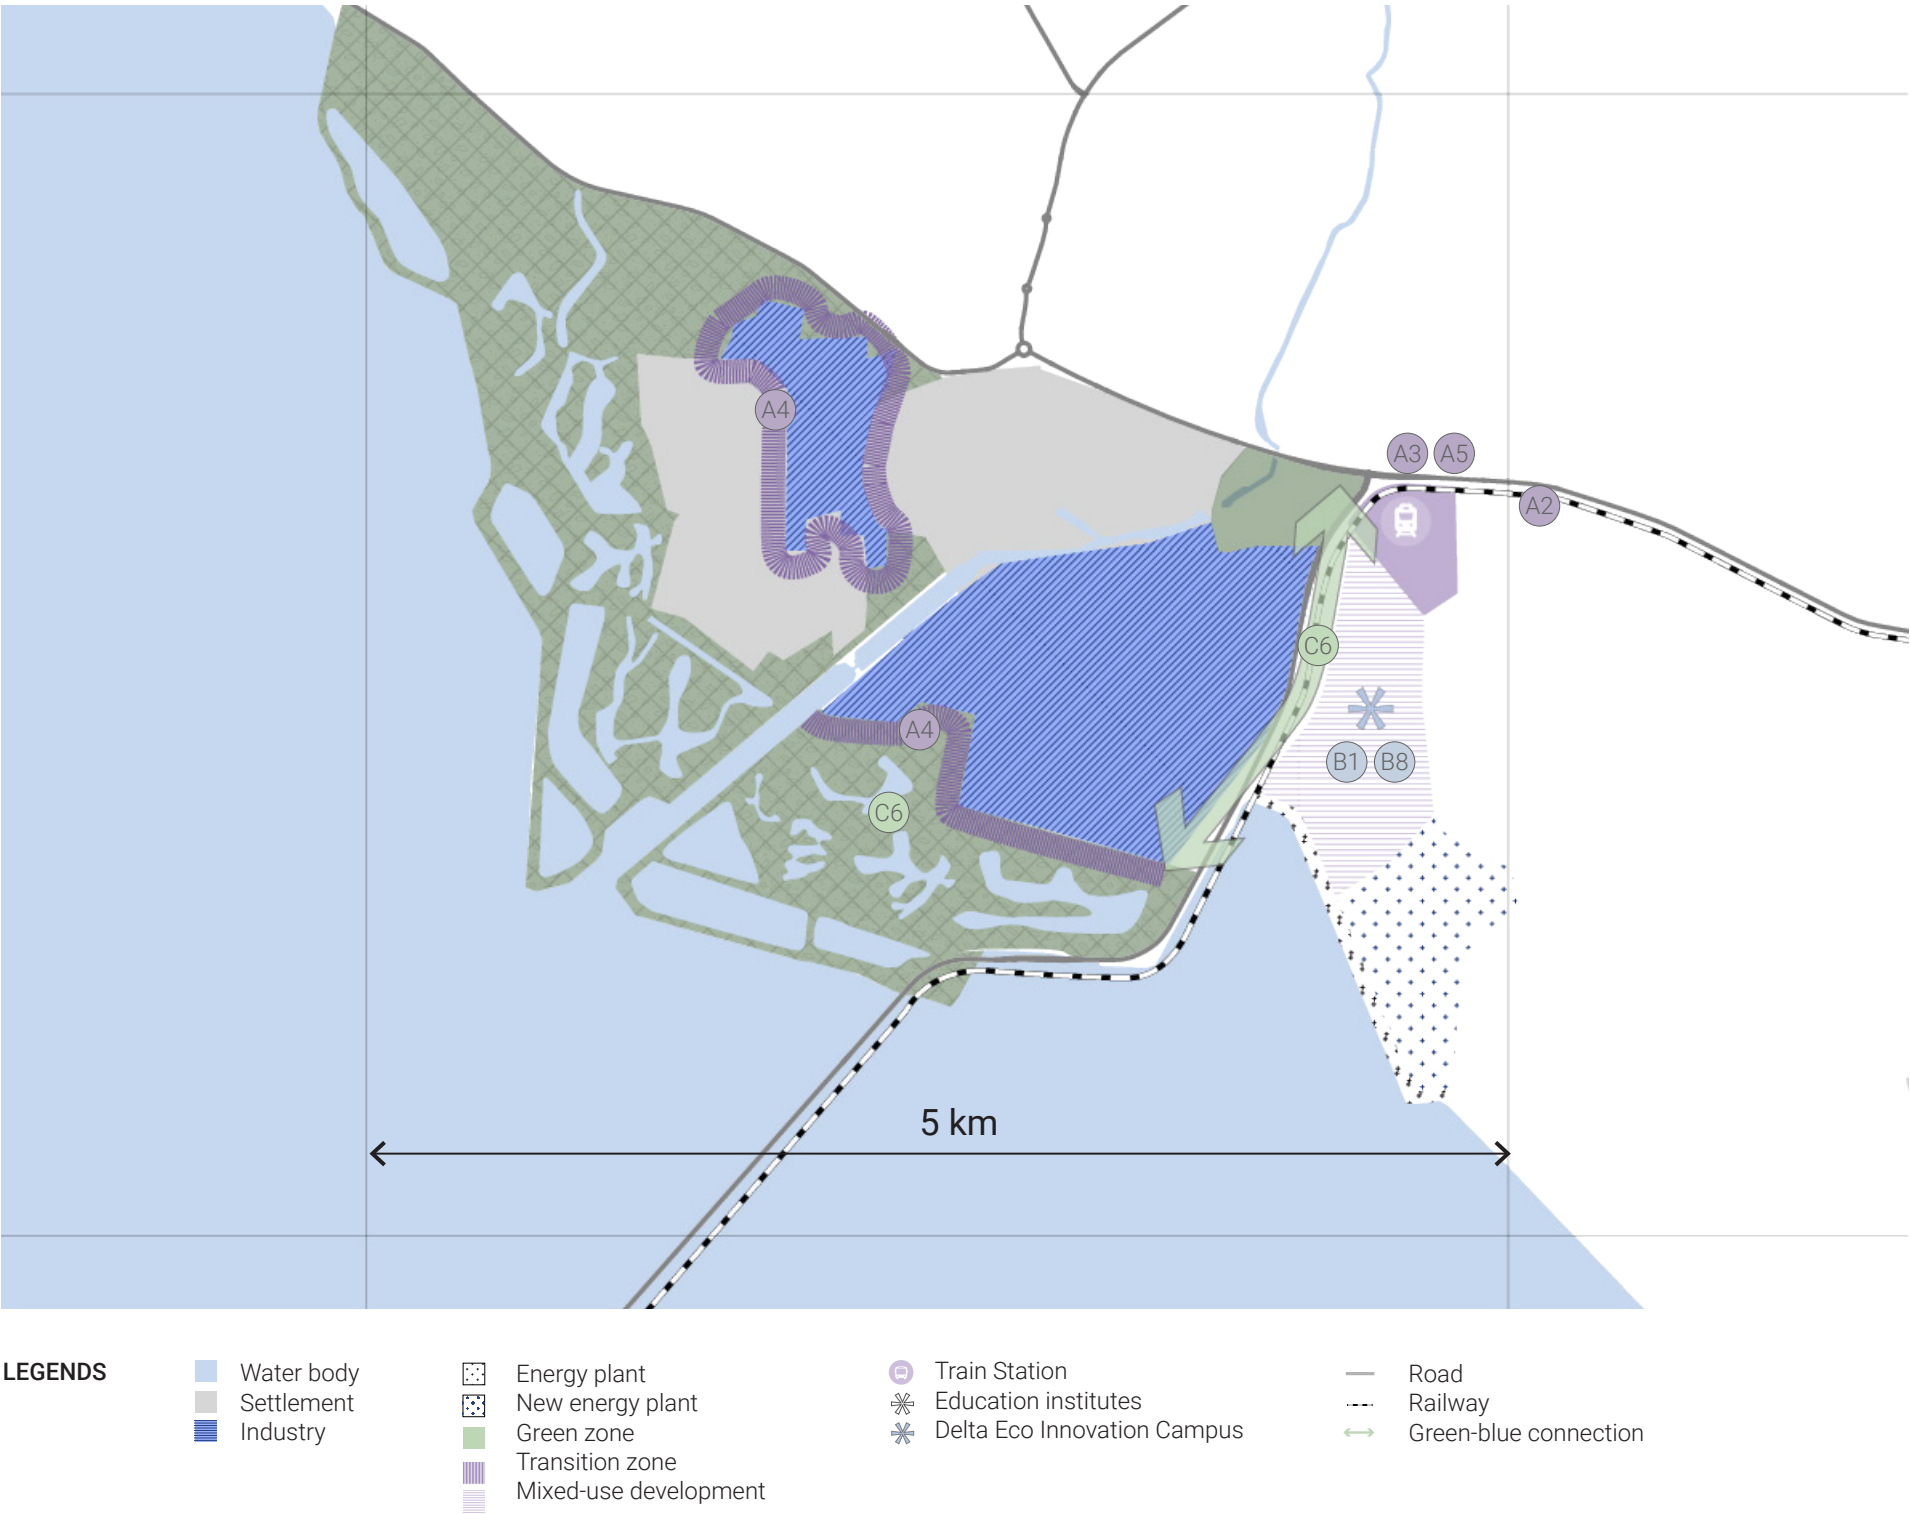 A4
A3 A5
A2
C6
A4
B1 B8
C6
5 km
LEGENDS
Water body
Settlement
Industry
Energy plant
New energy plant
Green zone
Transition zone
Mixed-use development
Train Station
Education institutes
Delta Eco Innovation Campus
Road
Railway
Green-blue connection